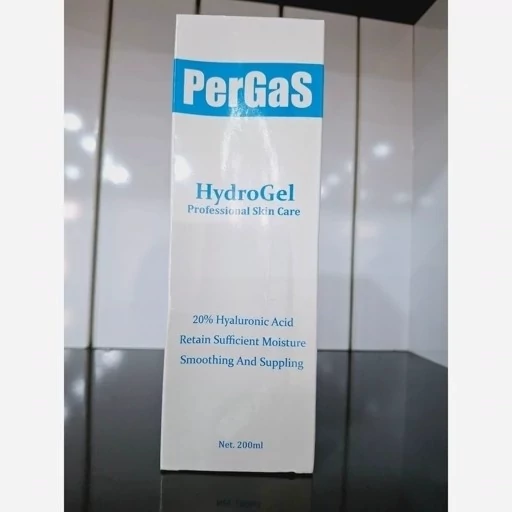 PerGaS
HydroGel
Professional Skin Care
20% Hyaluronic Acid
Retain Sufficient Moisture
Smoothing And Suppling
Net. 200ml